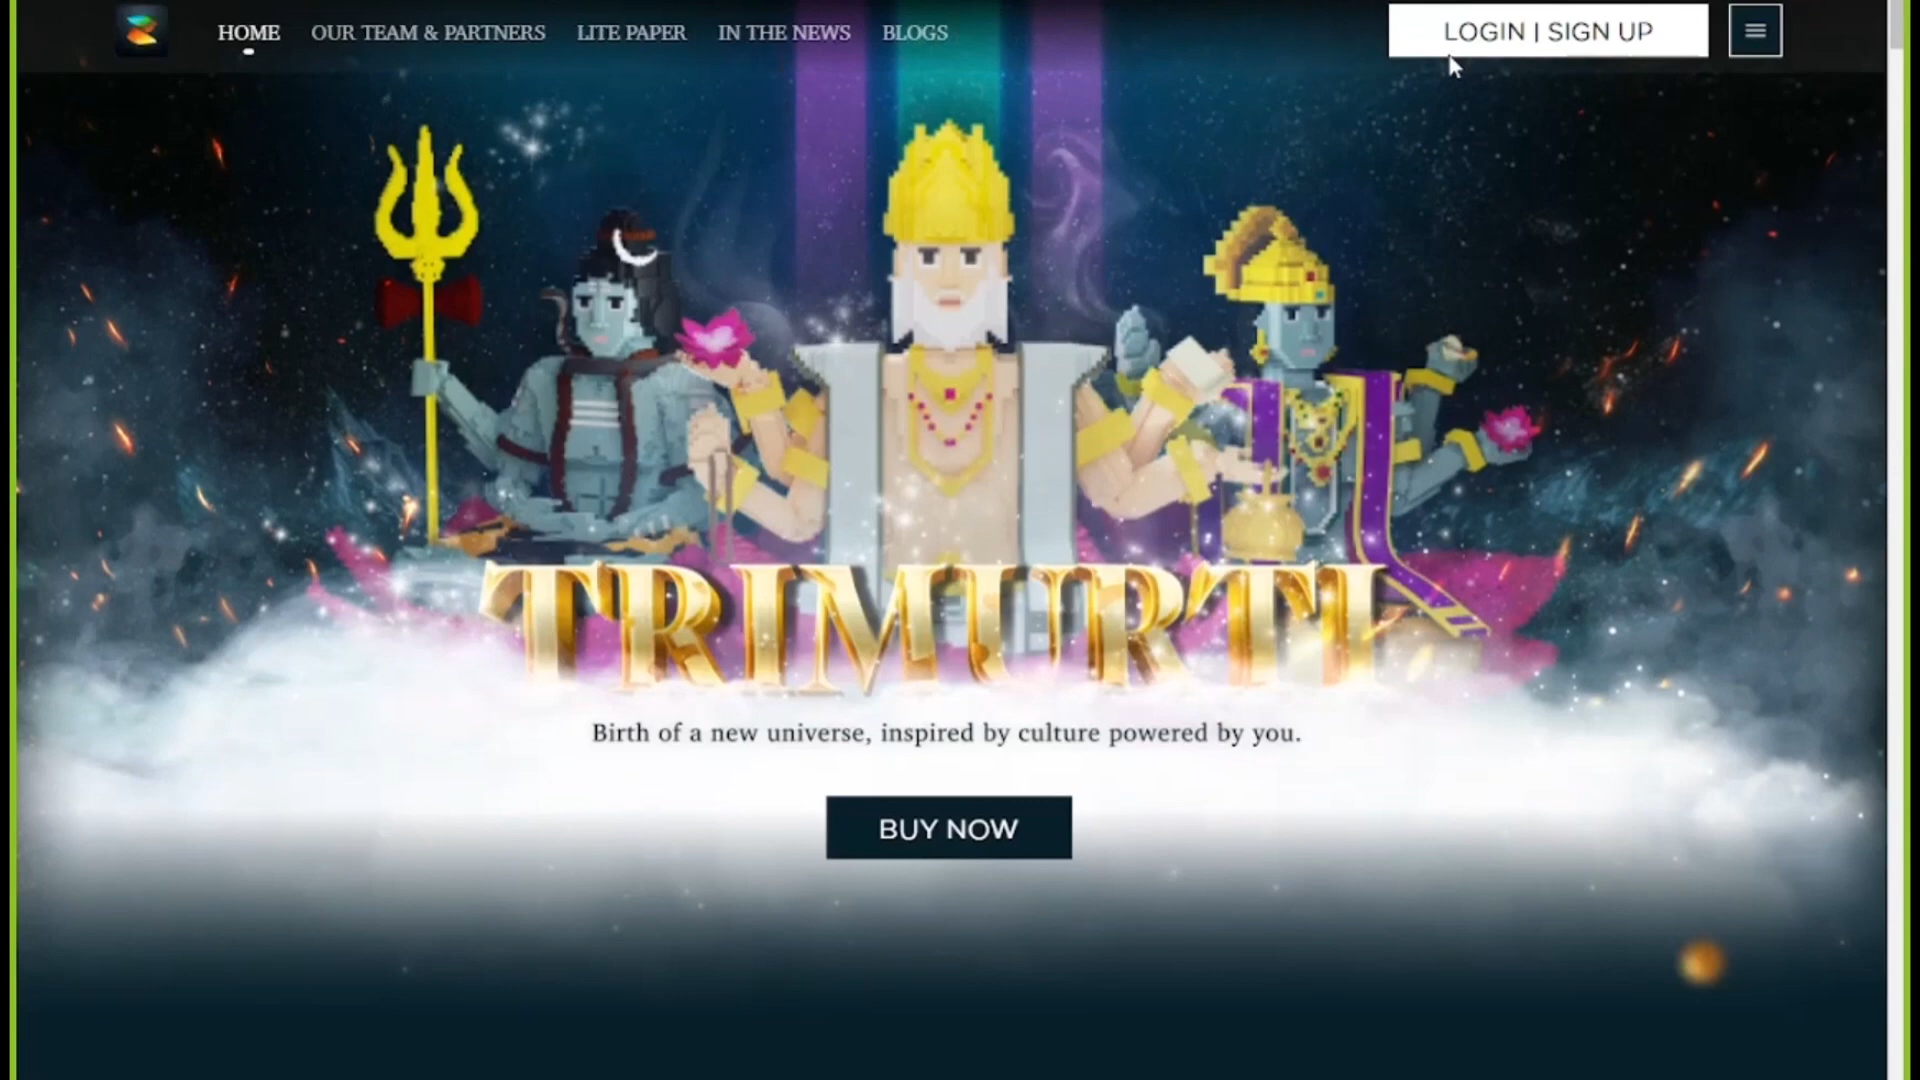 HOME OUR TEAM & PARTNERS LITE PAPER IN THE NEWS BLOGS LOGIN | SIGN UP
TRIMURTI
Birth of a new universe, inspired by culture powered by you.
BUY NOW